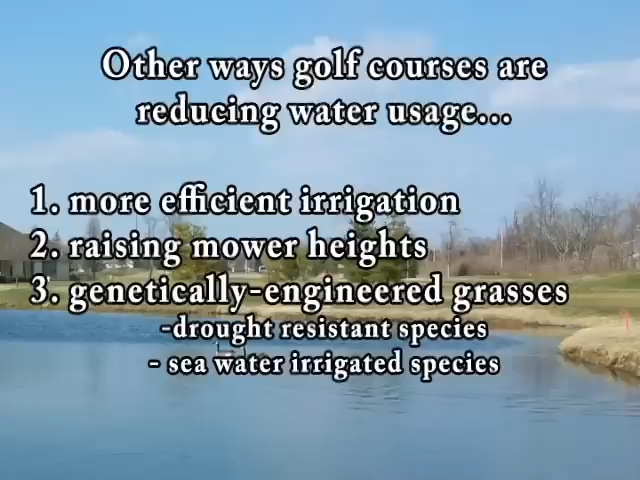 Other ways golf courses are
reducing water usage...
1. more efficient irrigation
2. raising mower heights
3. genetically-engineered grasses
-drought resistant species
- sea water irrigated species